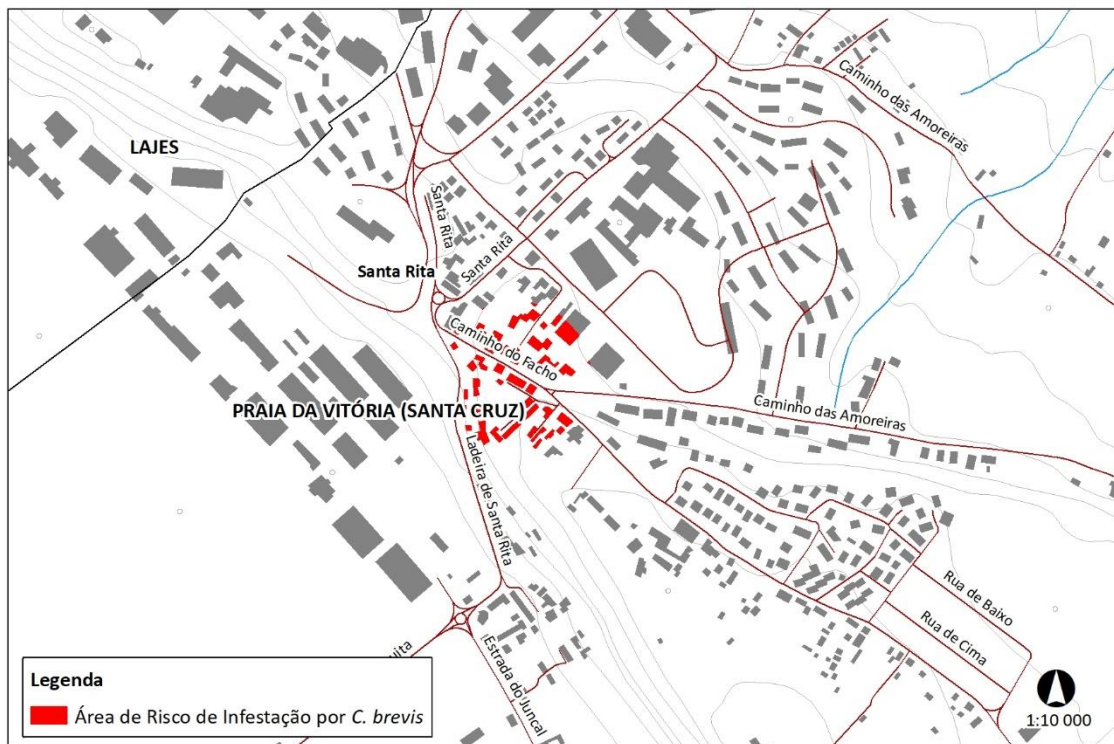 Caminho das Amoreiras
LAJES
Santa Rita
Santa Rita
Santa Rita
Caminho do Facho
PRAIA DA VITÓRIA (SANTA CRUZ)
Caminho das Amoreiras
Ladeira de Santa Rita
Rua de Baixo
Rua de Cima
Estrada do Juncal
uita
Legenda
Área de Risco de Infestação por C. brevis
1:10 000